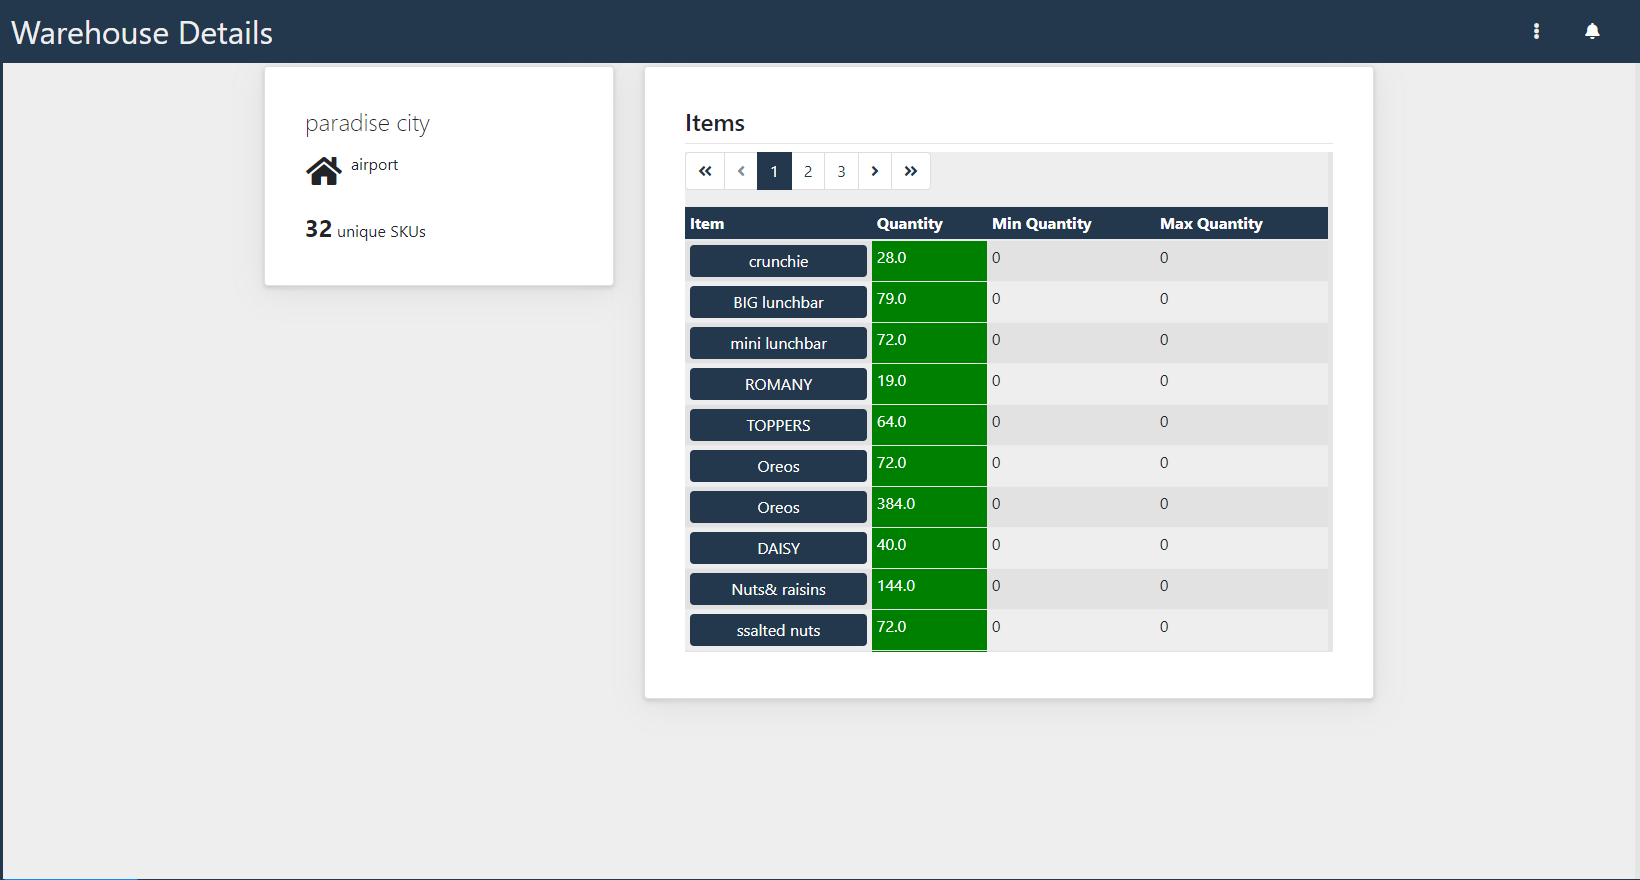 Warehouse Details
paradise city
airport
32 unique SKUs
Items
« ‹ 1 2 3 › »
Item Quantity Min Quantity Max Quantity
crunchie 28.0 0 0
BIG lunchbar 79.0 0 0
mini lunchbar 72.0 0 0
ROMANY 19.0 0 0
TOPPERS 64.0 0 0
Oreos 72.0 0 0
Oreos 384.0 0 0
DAISY 40.0 0 0
Nuts& raisins 144.0 0 0
ssalted nuts 72.0 0 0